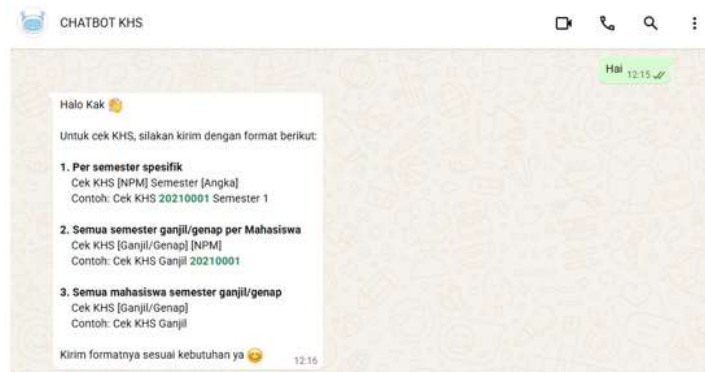 CHATBOT KHS
Hai 12:15
Halo Kak 👋
Untuk cek KHS, silakan kirim dengan format berikut:
1. Per semester spesifik
Cek KHS [NPM] Semester [Angka]
Contoh: Cek KHS 20210001 Semester 1
2. Semua semester ganjil/genap per Mahasiswa
Cek KHS [Ganjil/Genap] [NPM]
Contoh: Cek KHS Ganjil 20210001
3. Semua mahasiswa semester ganjil/genap
Cek KHS [Ganjil/Genap]
Contoh: Cek KHS Ganjil
Kirim formatnya sesuai kebutuhan ya 😊
12:16